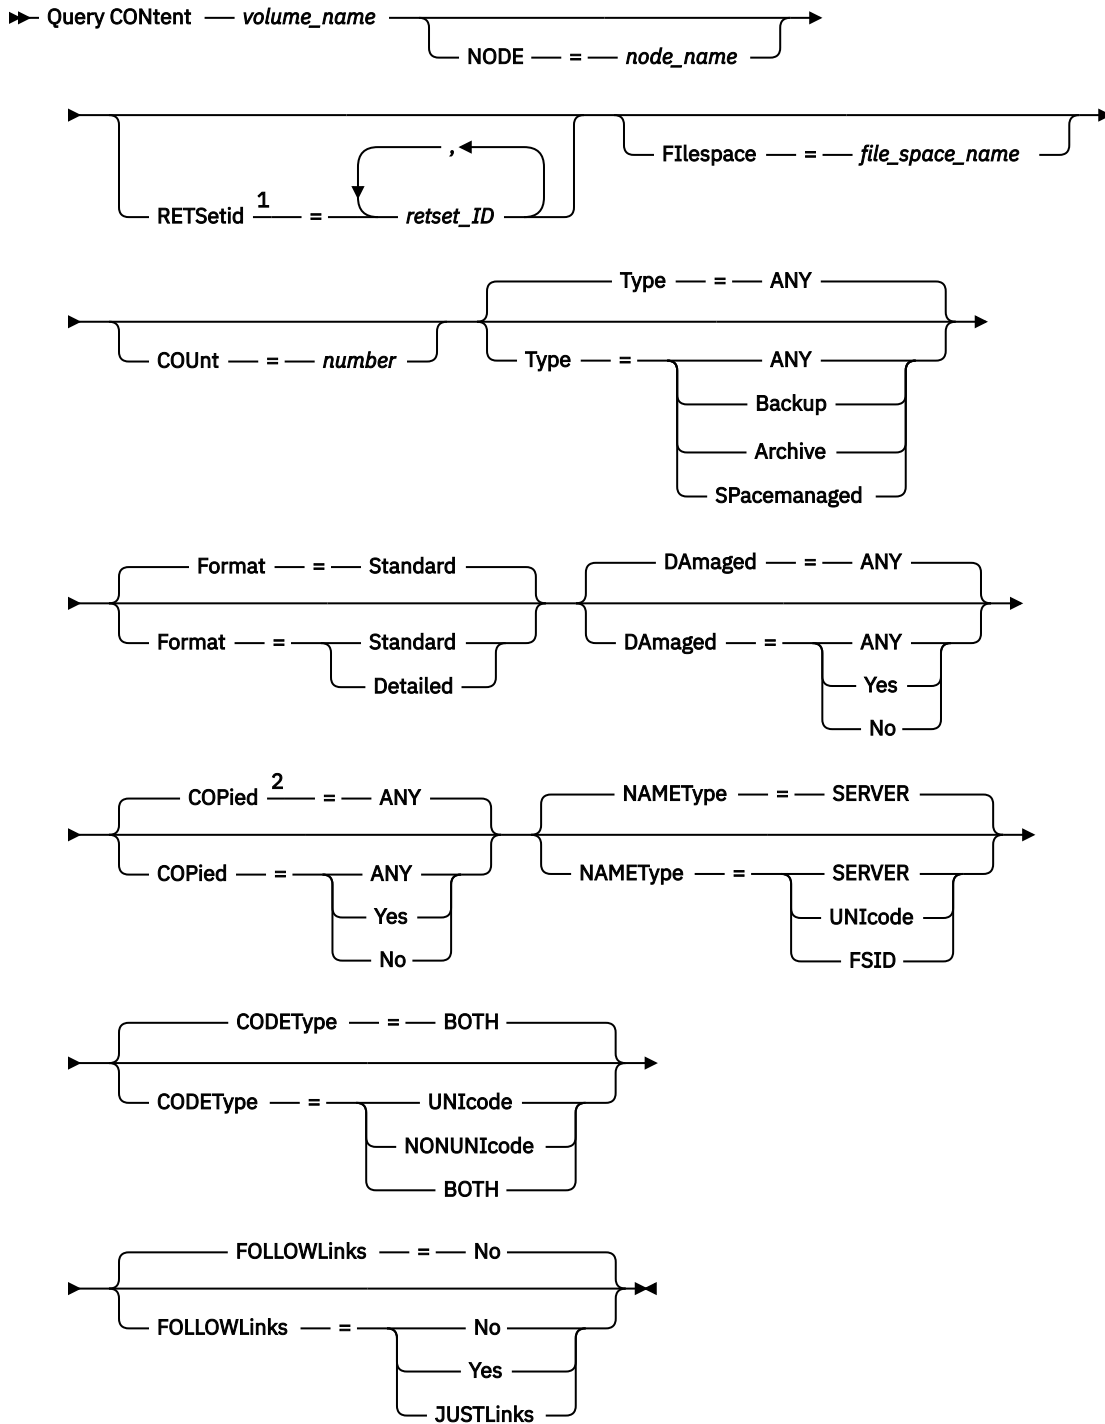 Query CONtent volume_name
NODE = node_name
,
RETSetid 1 = retset_ID
FIlespace = file_space_name
COUnt = number
Type = ANY
Type = ANY
Backup
Archive
SPacemanaged
Format = Standard
Format = Standard
Detailed
DAmaged = ANY
DAmaged = ANY
Yes
No
COPied 2 = ANY
COPied = ANY
Yes
No
NAMEType = SERVER
NAMEType = SERVER
UNIcode
FSID
CODEType = BOTH
CODEType = UNIcode
NONUNIcode
BOTH
FOLLOWLinks = No
FOLLOWLinks = No
Yes
JUSTLinks